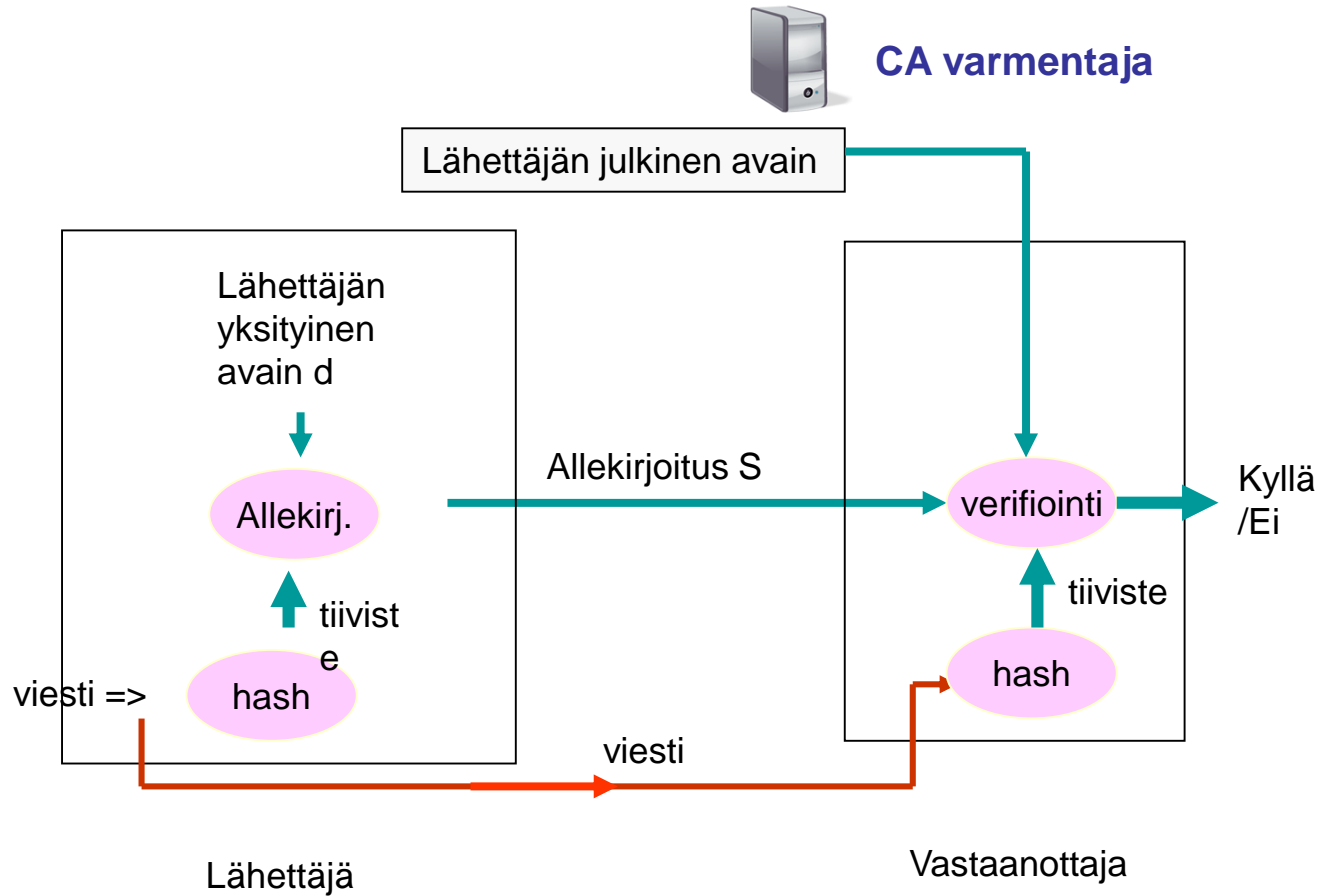 CA varmentaja
Lähettäjän julkinen avain
Lähettäjän
yksityinen
avain d
Allekirjoitus S
Allekirj.
verifiointi
Kyllä
/Ei
tiivist
e
tiiviste
viesti =>
hash
hash
viesti
Lähettäjä
Vastaanottaja